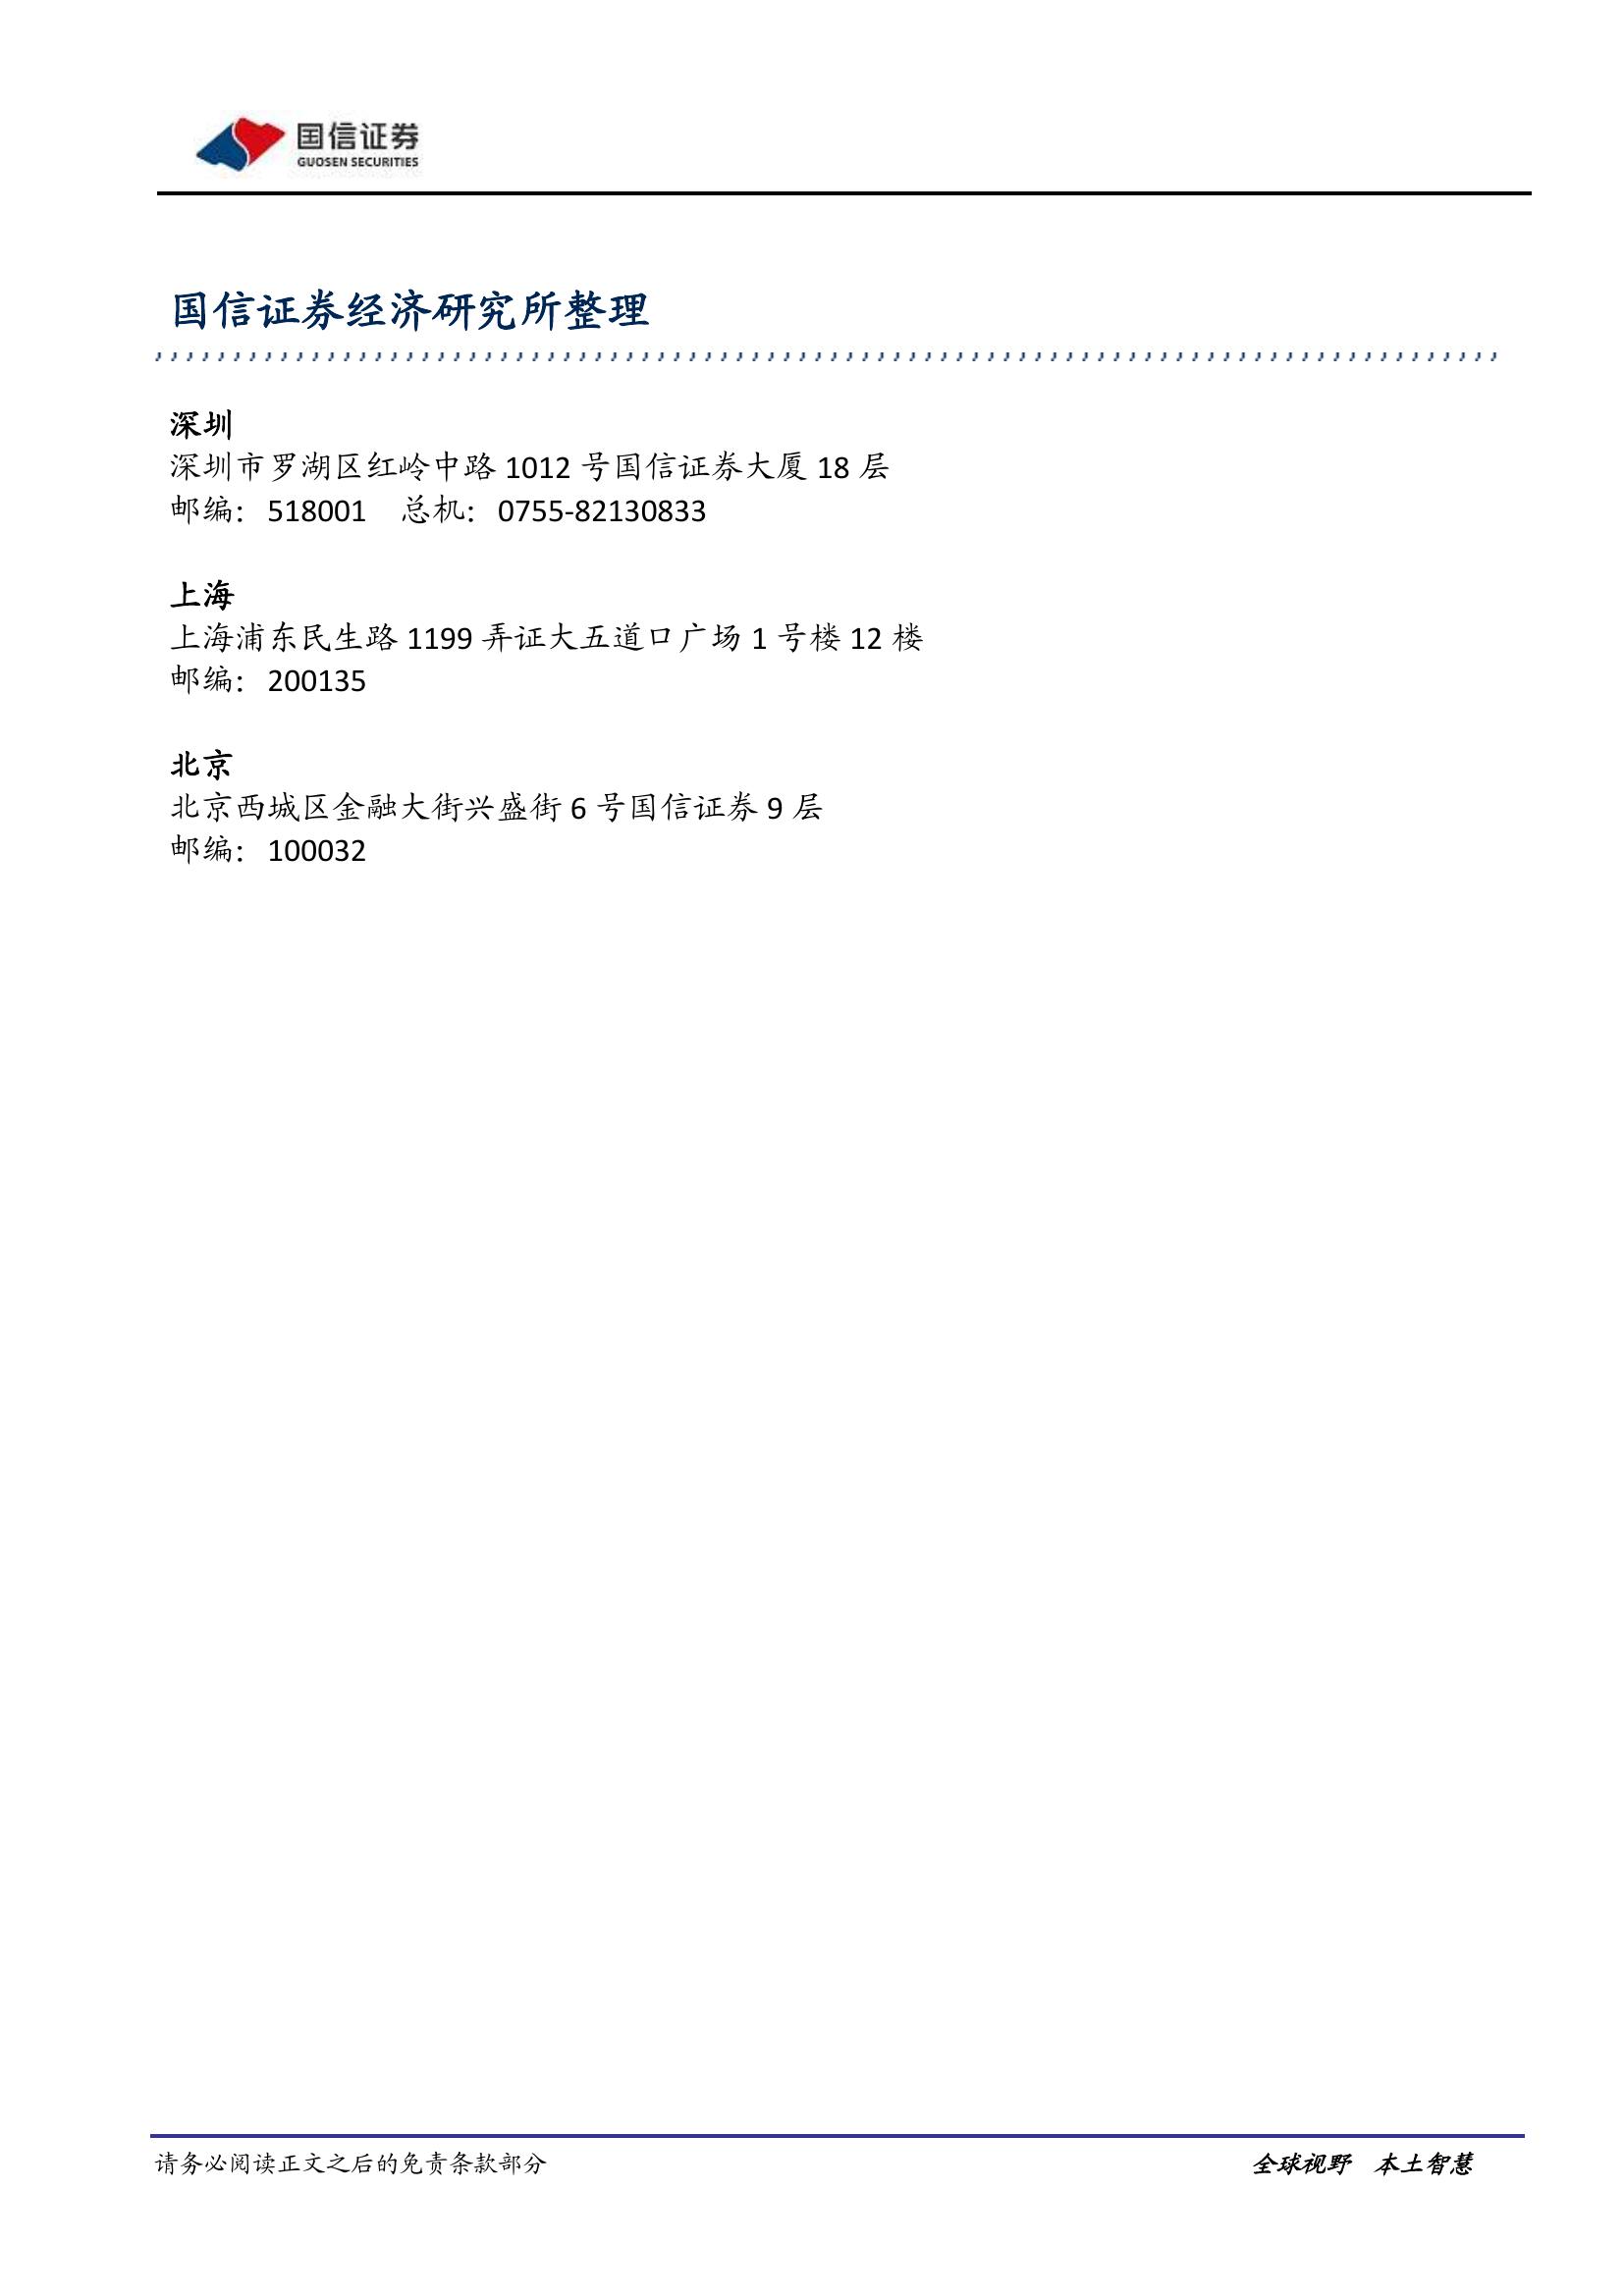 国信证券
GUOSEN SECURITIES
国信证券经济研究所整理
深圳
深圳市罗湖区红岭中路 1012 号国信证券大厦 18 层
邮编：518001 总机：0755-82130833
上海
上海浦东民生路 1199 弄证大五道口广场 1 号楼 12 楼
邮编：200135
北京
北京西城区金融大街兴盛街 6 号国信证券 9 层
邮编：100032
请务必阅读正文之后的免责条款部分 全球视野 本土智慧